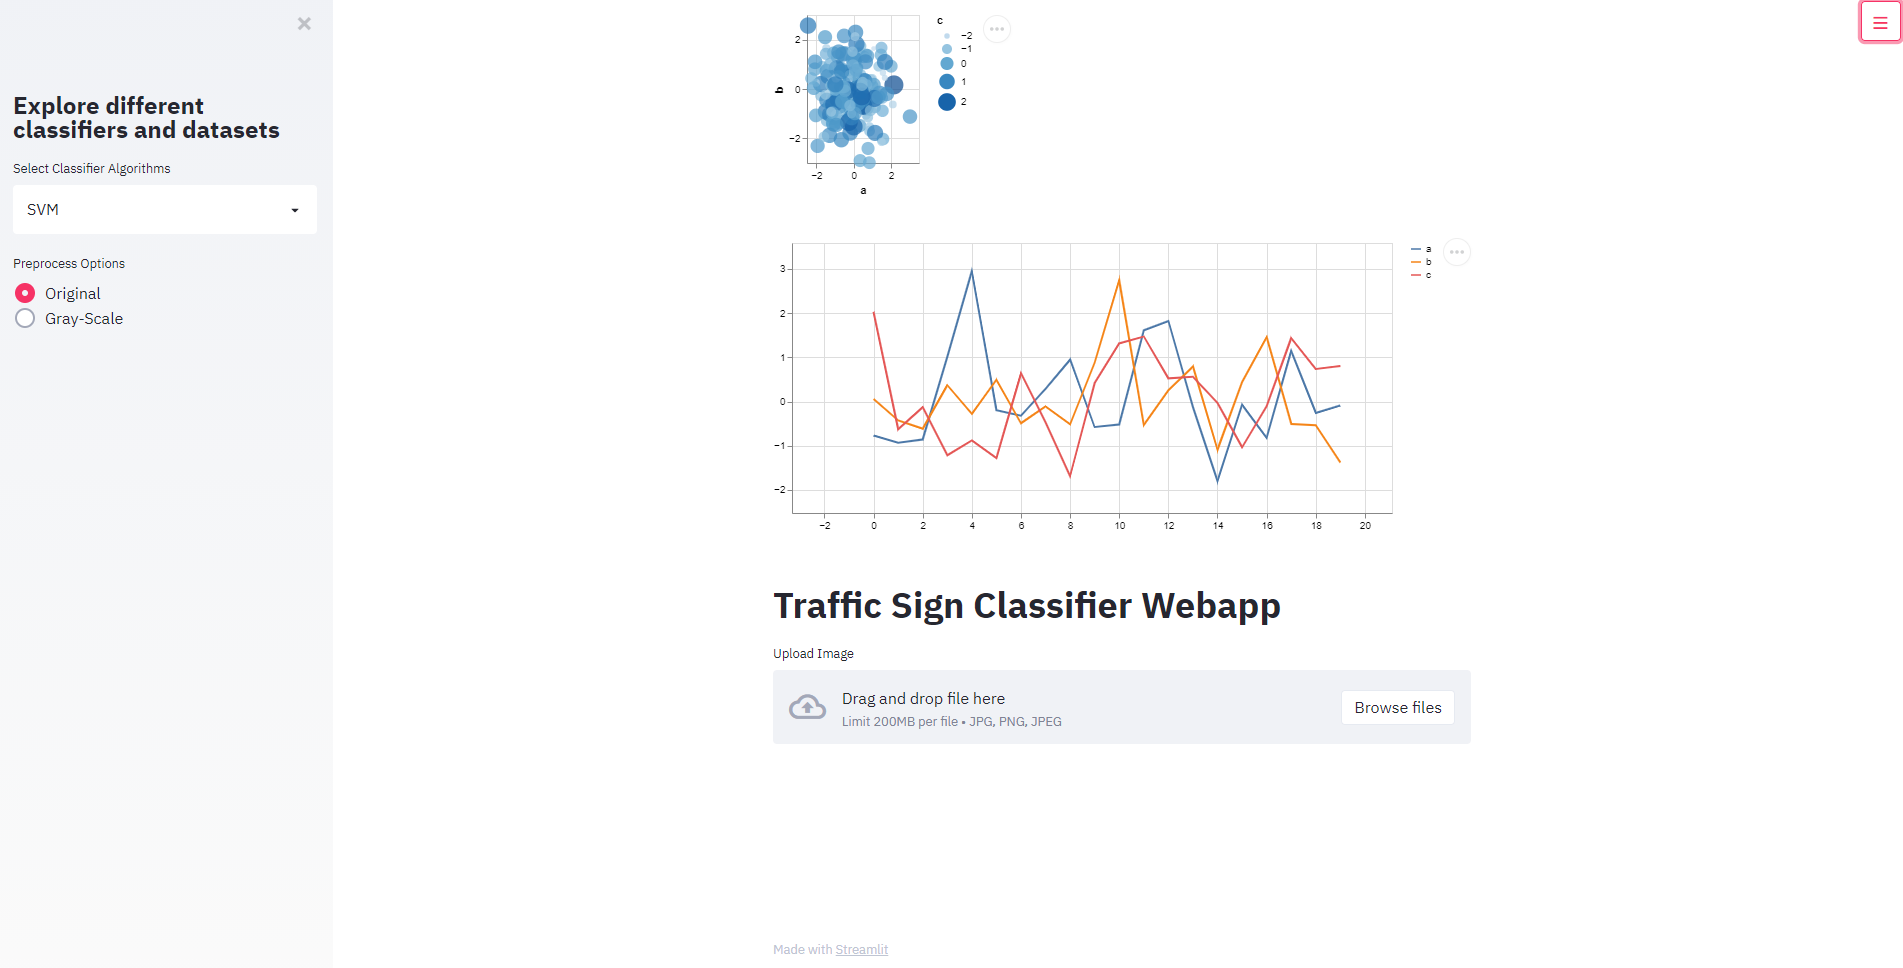 ×
Explore different
classifiers and datasets
Select Classifier Algorithms
SVM
Preprocess Options
Original
Gray-Scale
2
0
−2
b
−2 0 2
a
c
−2
−1
0
1
2
3
2
1
0
−1
−2
−2 0 2 4 6 8 10 12 14 16 18 20
a
b
c
Traffic Sign Classifier Webapp
Upload Image
Drag and drop file here
Limit 200MB per file • JPG, PNG, JPEG
Browse files
Made with Streamlit